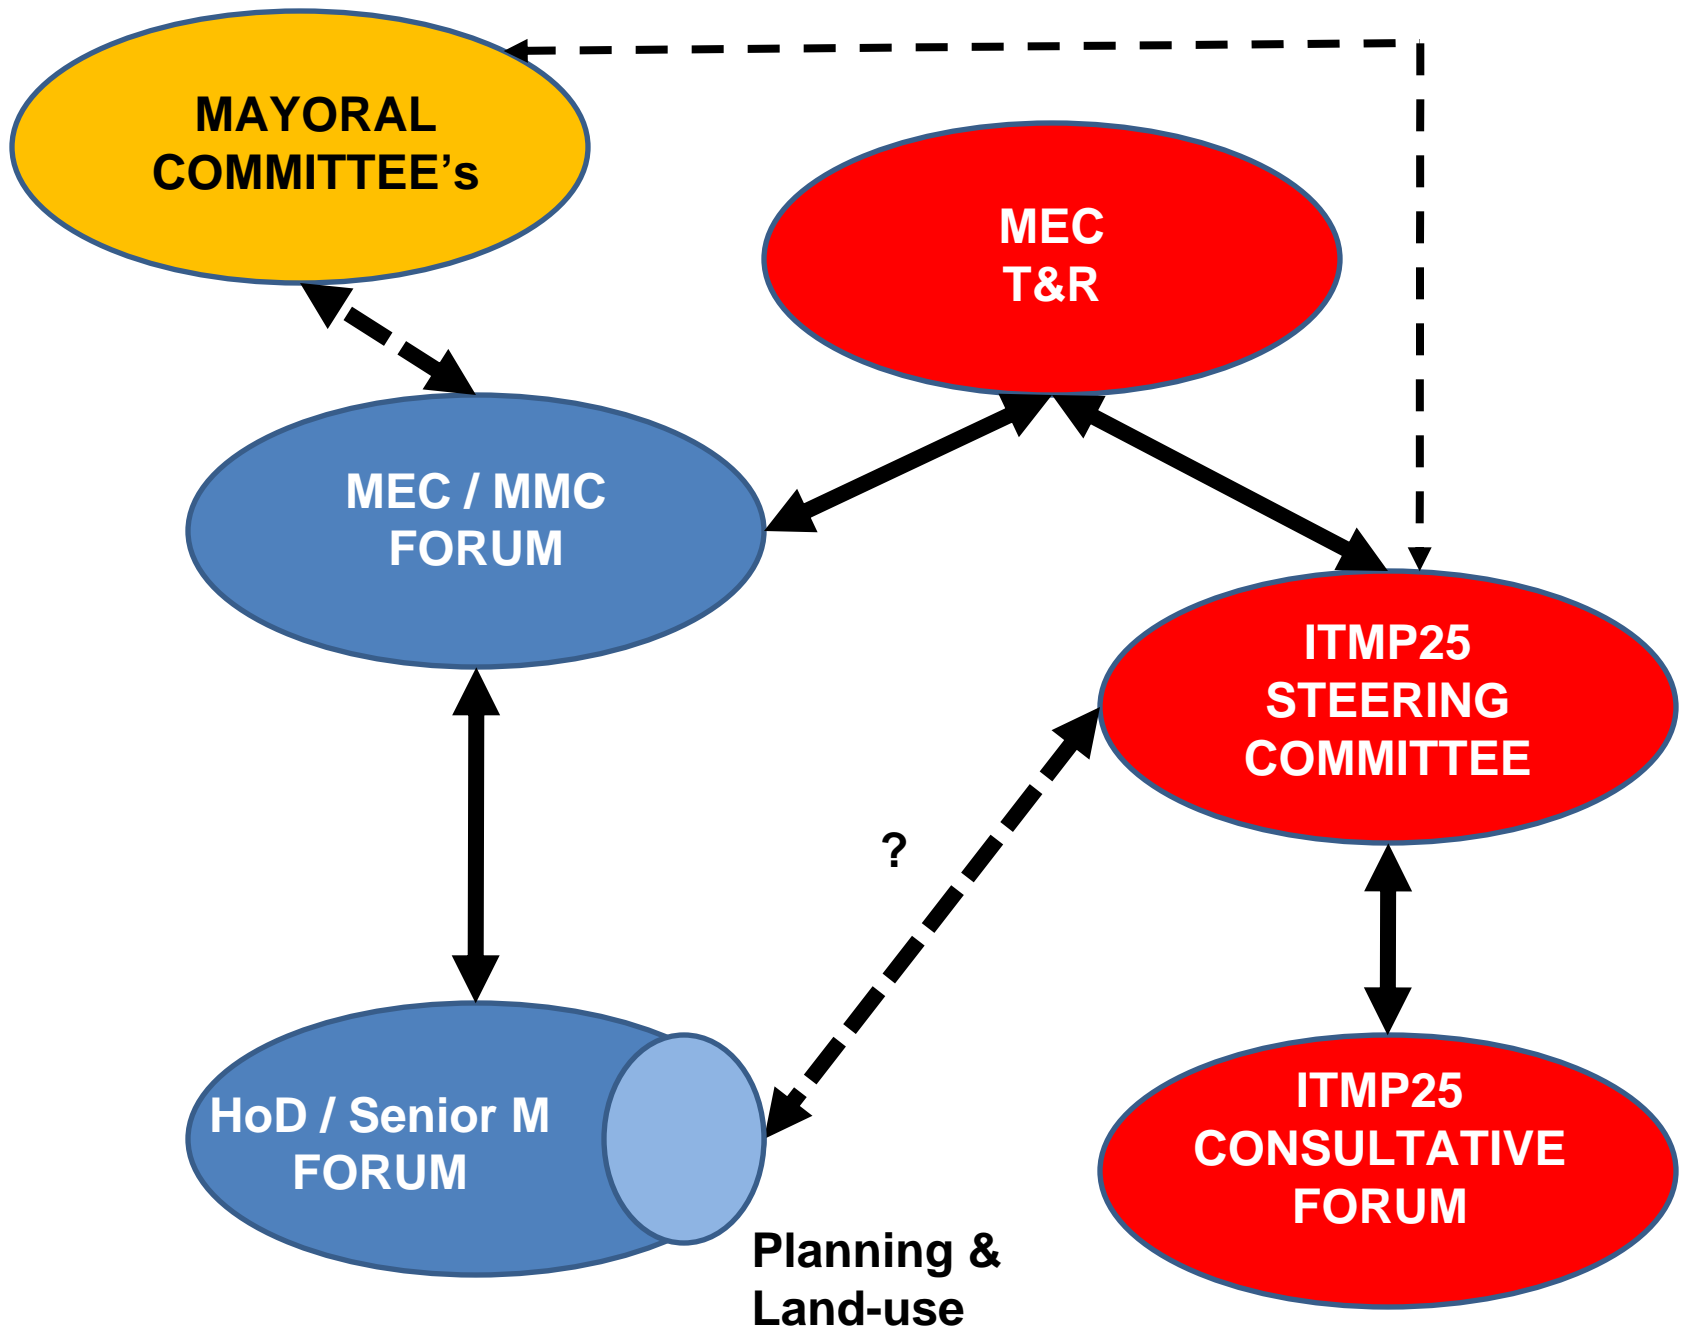 MAYORAL
COMMITTEE’s
MEC
T&R
MEC / MMC
FORUM
ITMP25
STEERING
COMMITTEE
?
HoD / Senior M
FORUM
ITMP25
CONSULTATIVE
FORUM
Planning &
Land-use